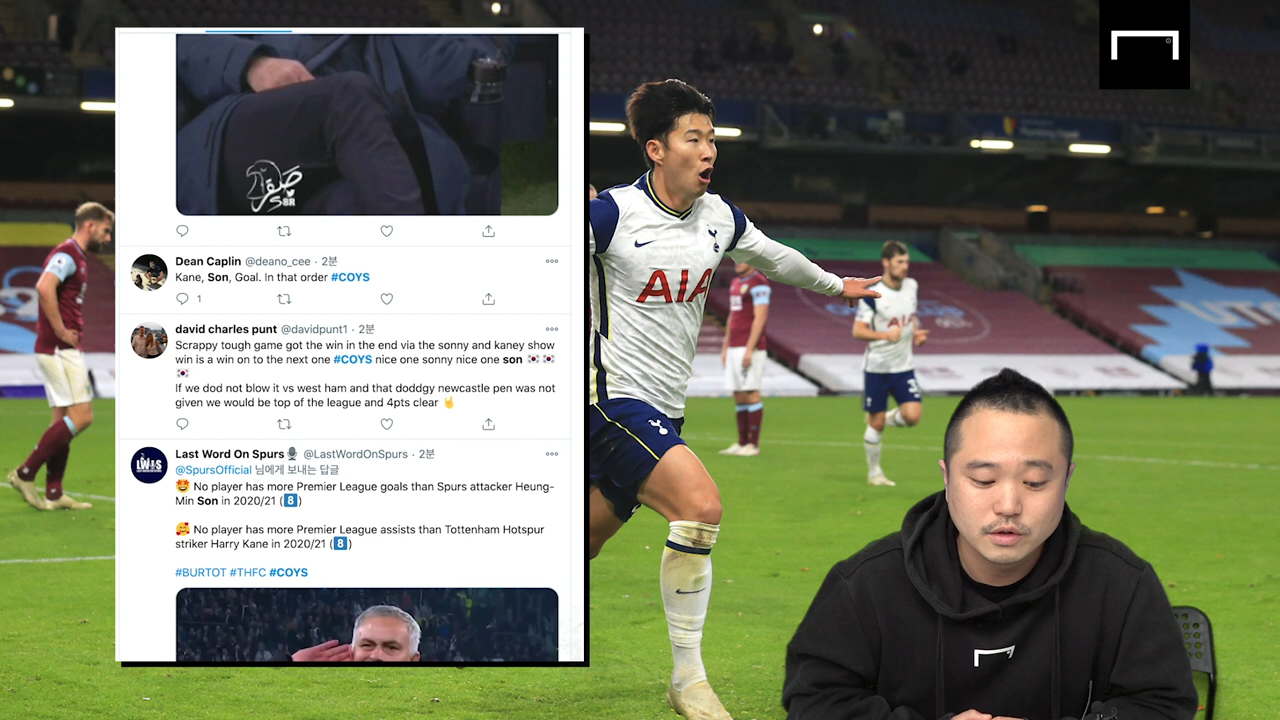 صقر
SBR
Dean Caplin @deano_cee · 2분
Kane, Son, Goal. In that order #COYS
1
david charles punt @davidpunt1 · 2분
Scrappy tough game got the win in the end via the sonny and kaney show
win is a win on to the next one #COYS nice one sonny nice one son 🇰🇷🇰🇷
🇰🇷
If we dod not blow it vs west ham and that doddgy newcastle pen was not
given we would be top of the league and 4pts clear 🤘
LW🎙S
Last Word On Spurs🎙 @LastWordOnSpurs · 2분
@SpursOfficial 님에게 보내는 답글
🤩 No player has more Premier League goals than Spurs attacker Heung-
Min Son in 2020/21 (8️⃣)
🥰 No player has more Premier League assists than Tottenham Hotspur
striker Harry Kane in 2020/21 (8️⃣)
#BURTOT #THFC #COYS
AIA
AIA